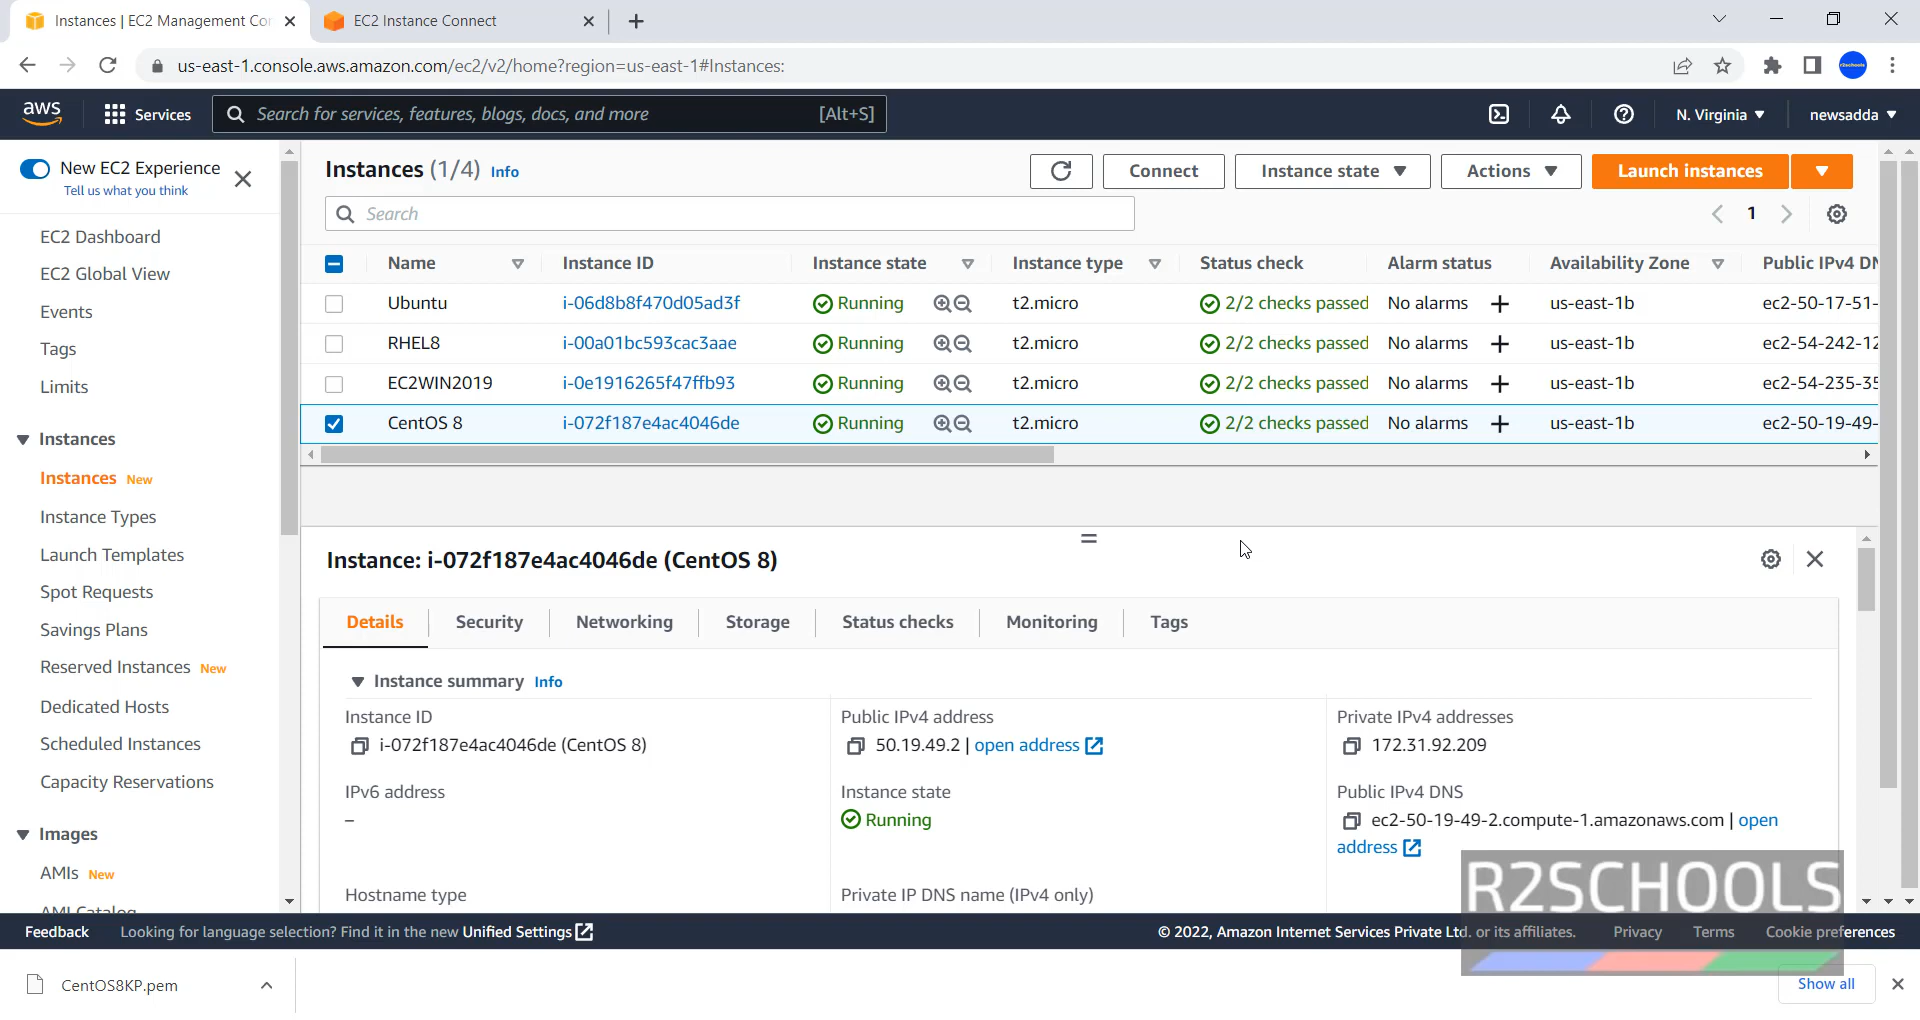 Instances | EC2 Management Con
EC2 Instance Connect
us-east-1.console.aws.amazon.com/ec2/v2/home?region=us-east-1#Instances:
aws
Services
Search for services, features, blogs, docs, and more
[Alt+S]
N. Virginia
newsadda
New EC2 Experience
Tell us what you think
EC2 Dashboard
EC2 Global View
Events
Tags
Limits
Instances
Instances New
Instance Types
Launch Templates
Spot Requests
Savings Plans
Reserved Instances New
Dedicated Hosts
Scheduled Instances
Capacity Reservations
Images
AMIs New
AMI Catalog
Instances (1/4) Info
Connect
Instance state
Actions
Launch instances
Search
1
Name Instance ID Instance state Instance type Status check Alarm status Availability Zone Public IPv4 DN
Ubuntu i-06d8b8f470d05ad3f Running t2.micro 2/2 checks passed No alarms + us-east-1b ec2-50-17-51-
RHEL8 i-00a01bc593cac3aae Running t2.micro 2/2 checks passed No alarms + us-east-1b ec2-54-242-12
EC2WIN2019 i-0e1916265f47ffb93 Running t2.micro 2/2 checks passed No alarms + us-east-1b ec2-54-235-35
CentOS 8 i-072f187e4ac4046de Running t2.micro 2/2 checks passed No alarms + us-east-1b ec2-50-19-49-
Instance: i-072f187e4ac4046de (CentOS 8)
Details Security Networking Storage Status checks Monitoring Tags
Instance summary Info
Instance ID
i-072f187e4ac4046de (CentOS 8)
Public IPv4 address
50.19.49.2 | open address
Private IPv4 addresses
172.31.92.209
IPv6 address
–
Instance state
Running
Public IPv4 DNS
ec2-50-19-49-2.compute-1.amazonaws.com | open
address
Hostname type
Private IP DNS name (IPv4 only)
R2SCHOOLS
Feedback Looking for language selection? Find it in the new Unified Settings
© 2022, Amazon Internet Services Private Ltd. or its affiliates. Privacy Terms Cookie preferences
CentOS8KP.pem
Show all